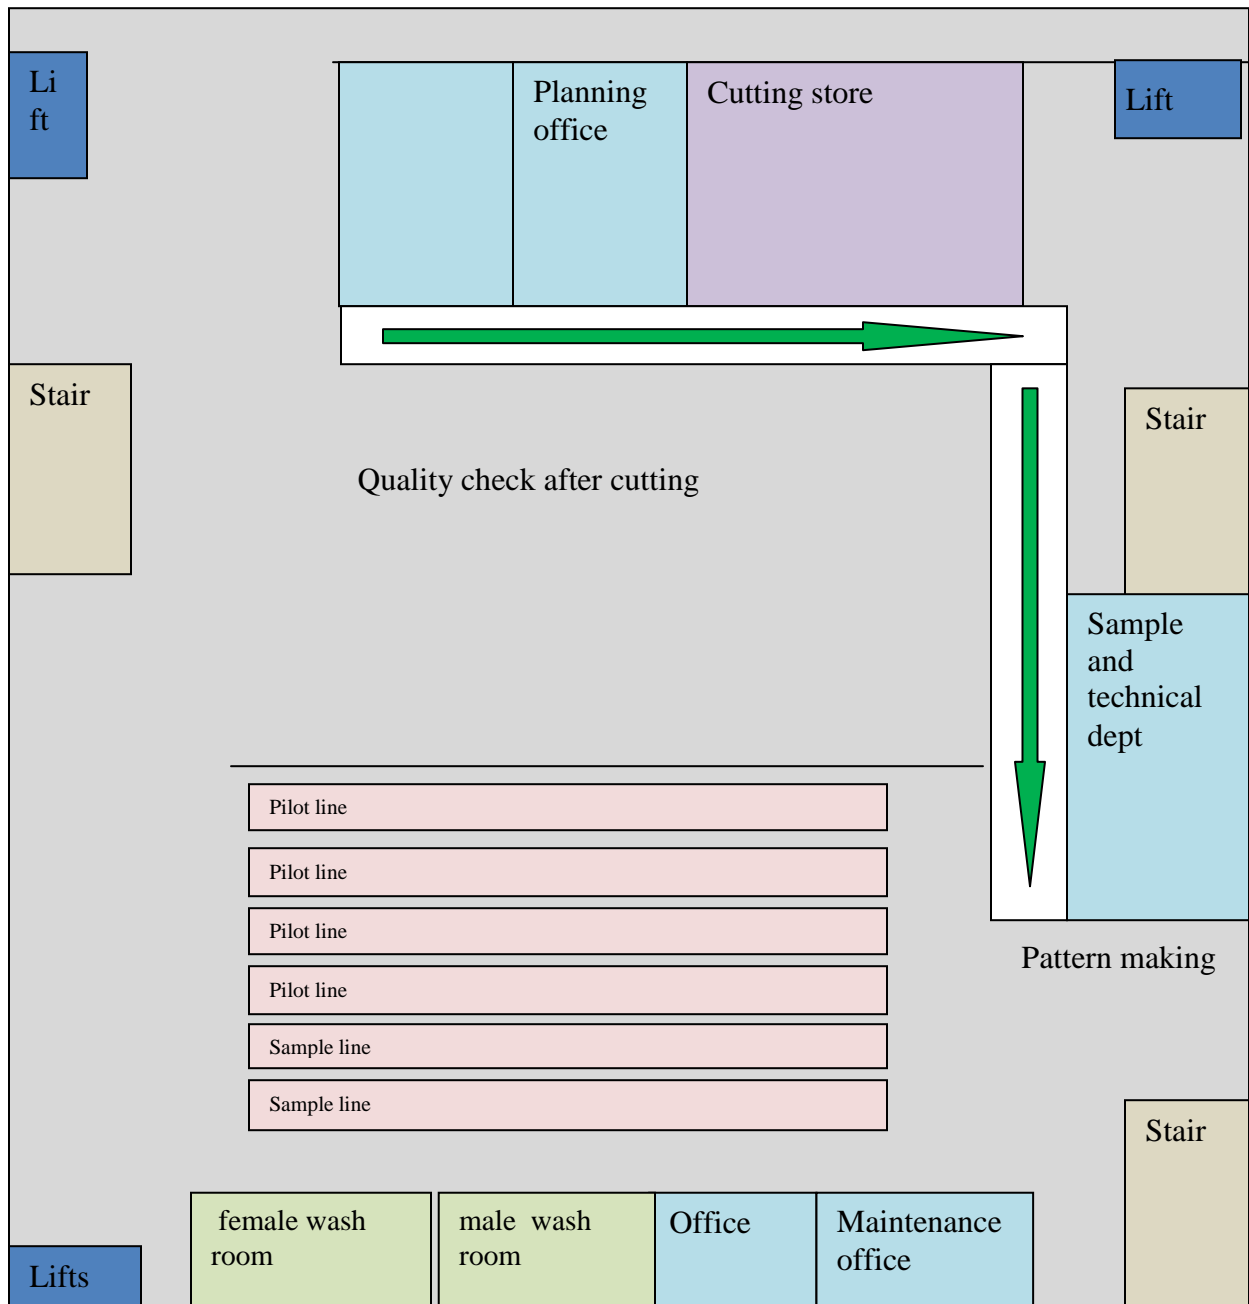 Li
ft
Planning
office
Cutting store
Lift
Stair
Stair
Quality check after cutting
Sample
and
technical
dept
Pilot line
Pilot line
Pilot line
Pilot line
Pattern making
Sample line
Sample line
Stair
female wash
room
male wash
room
Office
Maintenance
office
Lifts